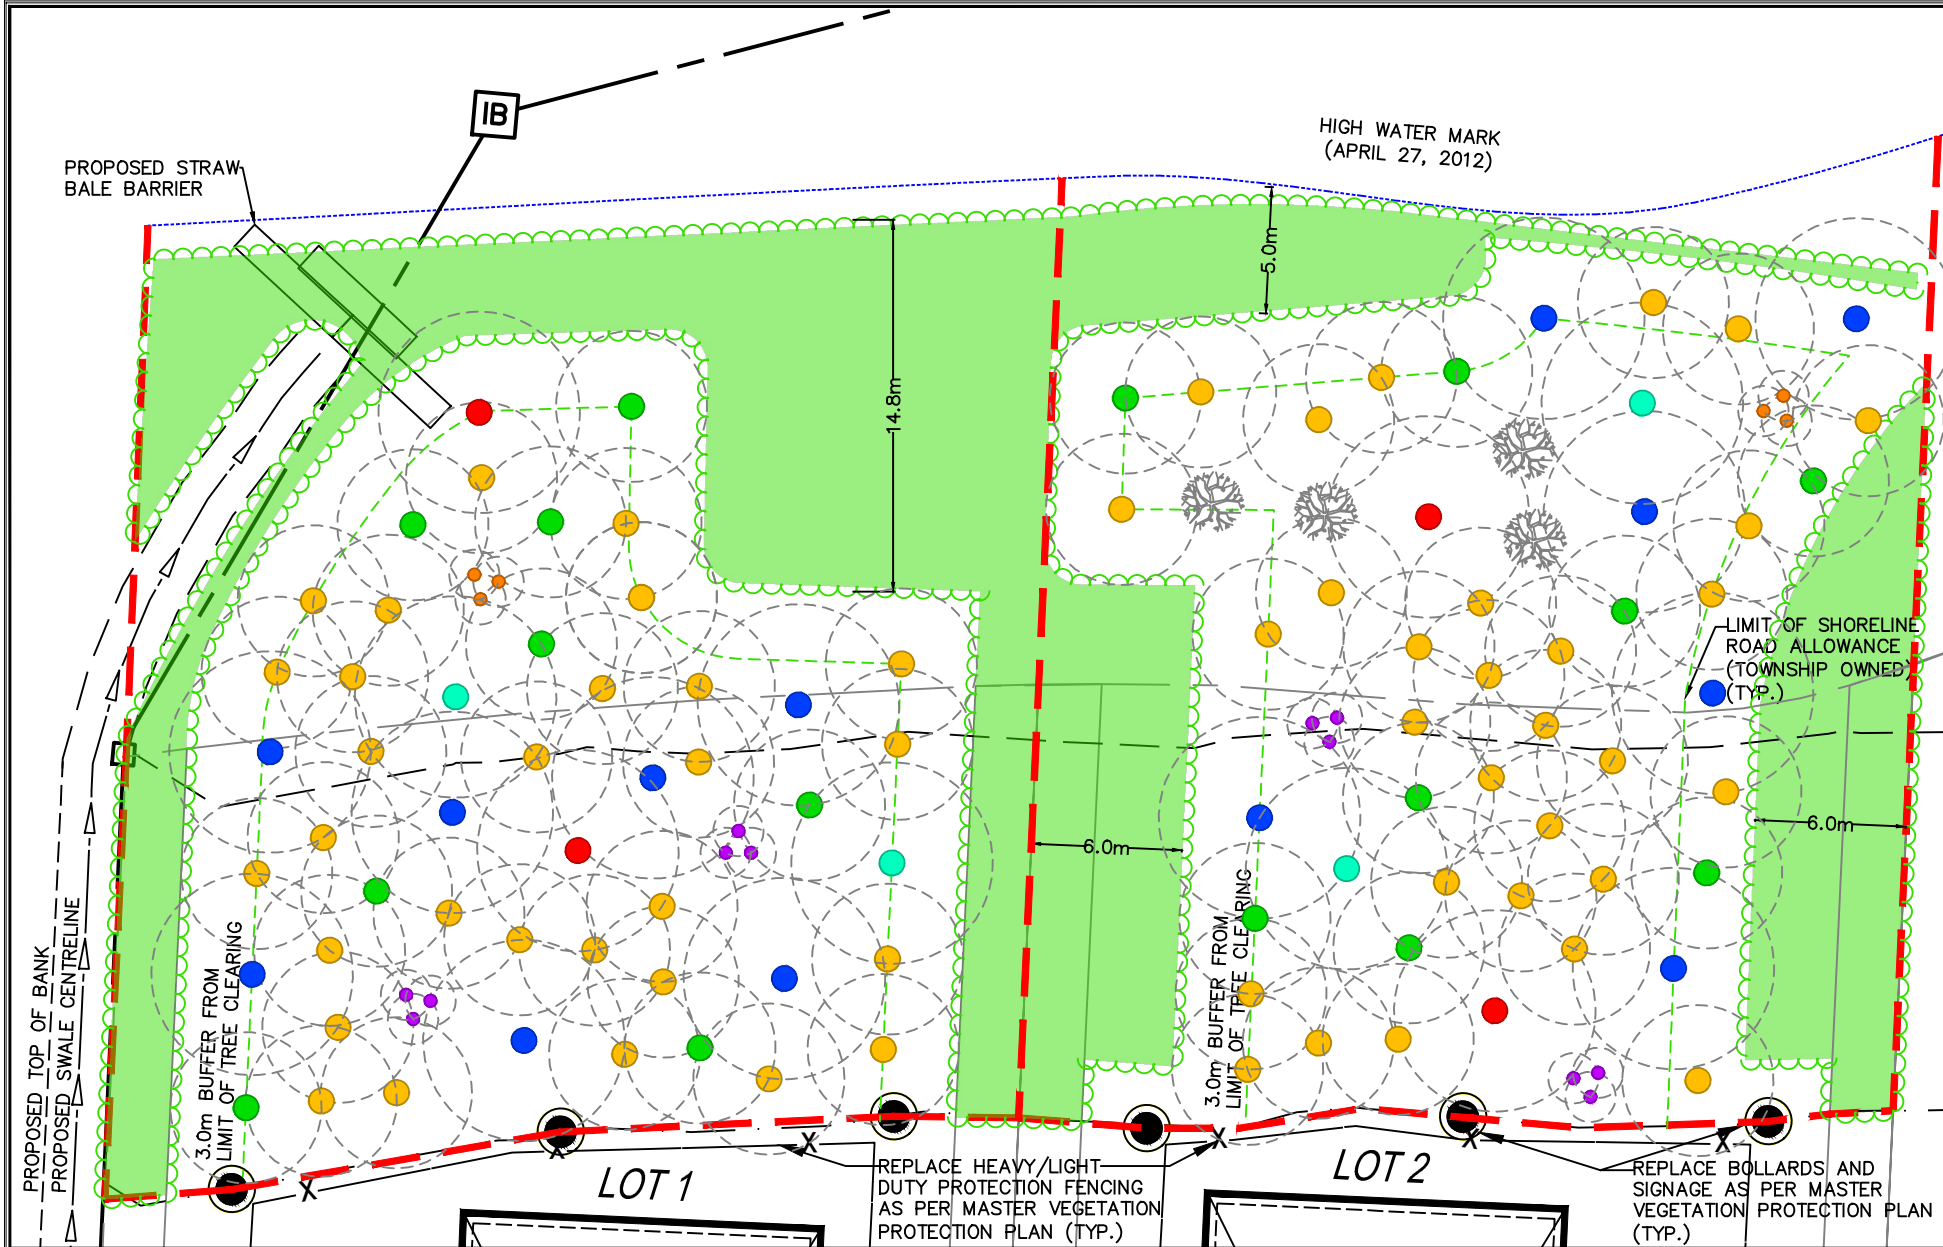 IB
HIGH WATER MARK
(APRIL 27, 2012)
PROPOSED STRAW
BALE BARRIER
5.0m
14.8m
LIMIT OF SHORELINE
ROAD ALLOWANCE
(TOWNSHIP OWNED)
(TYP.)
6.0m
6.0m
PROPOSED TOP OF BANK
PROPOSED SWALE CENTRELINE
3.0m BUFFER FROM
LIMIT OF TREE CLEARING
3.0m BUFFER FROM
LIMIT OF TREE CLEARING
X
X
X
X
X
X
LOT 1
REPLACE HEAVY/LIGHT
DUTY PROTECTION FENCING
AS PER MASTER VEGETATION
PROTECTION PLAN (TYP.)
LOT 2
REPLACE BOLLARDS AND
SIGNAGE AS PER MASTER
VEGETATION PROTECTION PLAN
(TYP.)